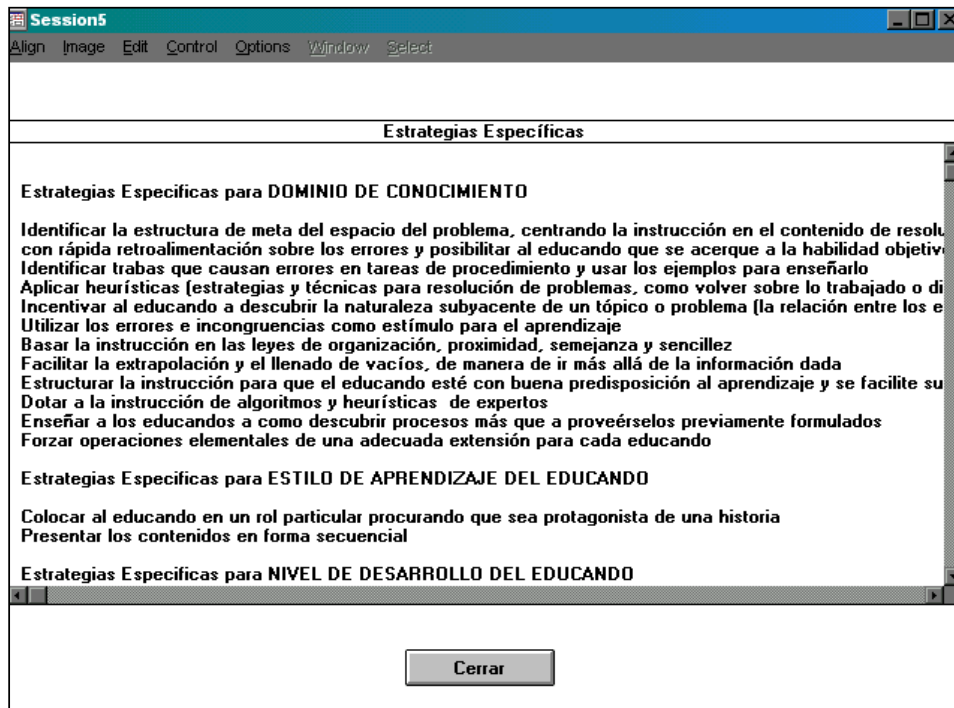 Session5
Align Image Edit Control Options Window Select
Estrategias Específicas
Estrategias Especificas para DOMINIO DE CONOCIMIENTO
Identificar la estructura de meta del espacio del problema, centrando la instrucción en el contenido de resolu
con rápida retroalimentación sobre los errores y posibilitar al educando que se acerque a la habilidad objetiv
Identificar trabas que causan errores en tareas de procedimiento y usar los ejemplos para enseñarlo
Aplicar heurísticas (estrategias y técnicas para resolución de problemas, como volver sobre lo trabajado o di
Incentivar al educando a descubrir la naturaleza subyacente de un tópico o problema (la relación entre los e
Utilizar los errores e incongruencias como estímulo para el aprendizaje
Basar la instrucción en las leyes de organización, proximidad, semejanza y sencillez
Facilitar la extrapolación y el llenado de vacíos, de manera de ir más allá de la información dada
Estructurar la instrucción para que el educando esté con buena predisposición al aprendizaje y se facilite su
Dotar a la instrucción de algoritmos y heurísticas de expertos
Enseñar a los educandos a como descubrir procesos más que a proveérselos previamente formulados
Forzar operaciones elementales de una adecuada extensión para cada educando
Estrategias Especificas para ESTILO DE APRENDIZAJE DEL EDUCANDO
Colocar al educando en un rol particular procurando que sea protagonista de una historia
Presentar los contenidos en forma secuencial
Estrategias Especificas para NIVEL DE DESARROLLO DEL EDUCANDO
Cerrar